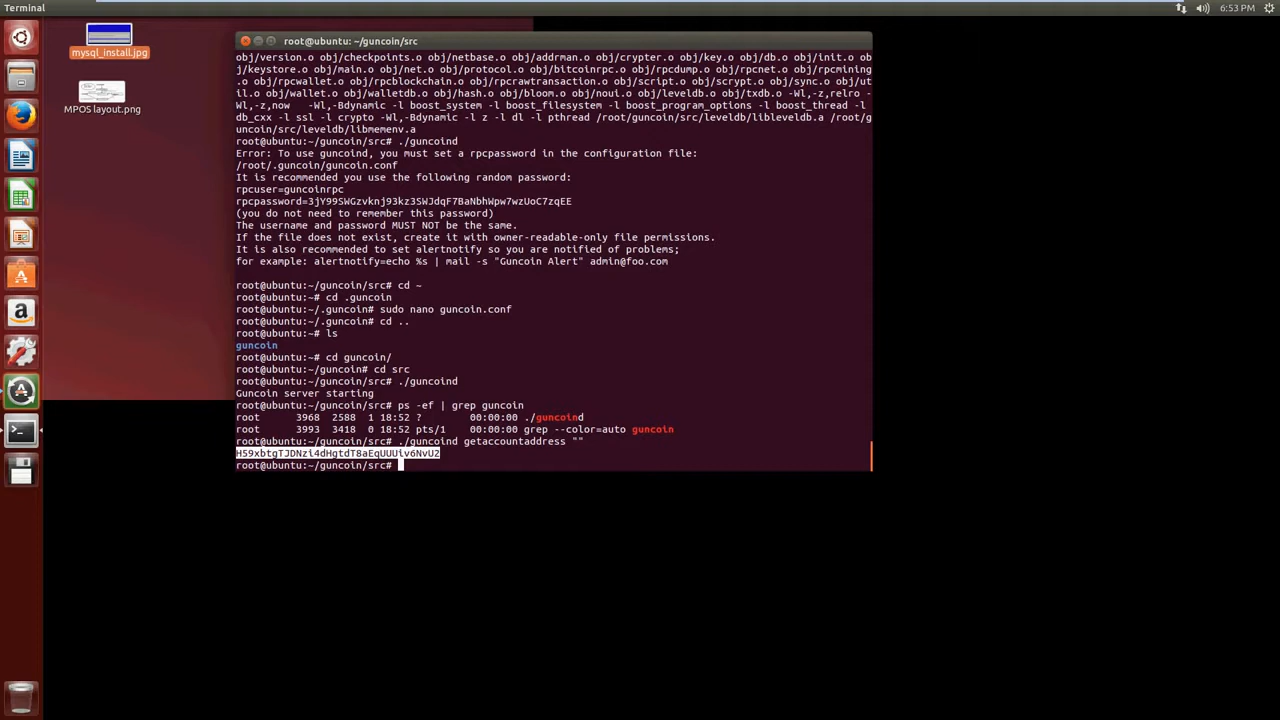 Terminal
6:53 PM
mysql_install.jpg
MPOS layout.png
root@ubuntu: ~/guncoin/src
obj/version.o obj/checkpoints.o obj/netbase.o obj/addrman.o obj/crypter.o obj/key.o obj/db.o obj/init.o ob
j/keystore.o obj/main.o obj/net.o obj/protocol.o obj/bitcoinrpc.o obj/rpcdump.o obj/rpcnet.o obj/rpcmining
.o obj/rpcwallet.o obj/rpcblockchain.o obj/rpcrawtransaction.o obj/script.o obj/scrypt.o obj/sync.o obj/ut
il.o obj/wallet.o obj/walletdb.o obj/hash.o obj/bloom.o obj/noui.o obj/leveldb.o obj/txdb.o -Wl,-z,relro -
Wl,-z,now   -Wl,-Bdynamic -l boost_system -l boost_filesystem -l boost_program_options -l boost_thread -l
db_cxx -l ssl -l crypto -Wl,-Bdynamic -l z -l dl -l pthread /root/guncoin/src/leveldb/libleveldb.a /root/g
uncoin/src/leveldb/libmemenv.a
root@ubuntu:~/guncoin/src# ./guncoind
Error: To use guncoind, you must set a rpcpassword in the configuration file:
/root/.guncoin/guncoin.conf
It is recommended you use the following random password:
rpcuser=guncoinrpc
rpcpassword=3jY99SWGzvknj93kz3SWJdqF7BaNbhWpw7wzUoC7zqEE
(you do not need to remember this password)
The username and password MUST NOT be the same.
If the file does not exist, create it with owner-readable-only file permissions.
It is also recommended to set alertnotify so you are notified of problems;
for example: alertnotify=echo %s | mail -s "Guncoin Alert" admin@foo.com
root@ubuntu:~/guncoin/src# cd ~
root@ubuntu:~# cd .guncoin
root@ubuntu:~/.guncoin# sudo nano guncoin.conf
root@ubuntu:~/.guncoin# cd ..
root@ubuntu:~# ls
guncoin
root@ubuntu:~# cd guncoin/
root@ubuntu:~/guncoin# cd src
root@ubuntu:~/guncoin/src# ./guncoind
Guncoin server starting
root@ubuntu:~/guncoin/src# ps -ef | grep guncoin
root      3968  2588  1 18:52 ?        00:00:00 ./guncoind
root      3993  3418  0 18:52 pts/1    00:00:00 grep --color=auto guncoin
root@ubuntu:~/guncoin/src# ./guncoind getaccountaddress ""
H59xbtgTJDNzi4dHgtdT8aEqUUUiv6NvUZ
root@ubuntu:~/guncoin/src#